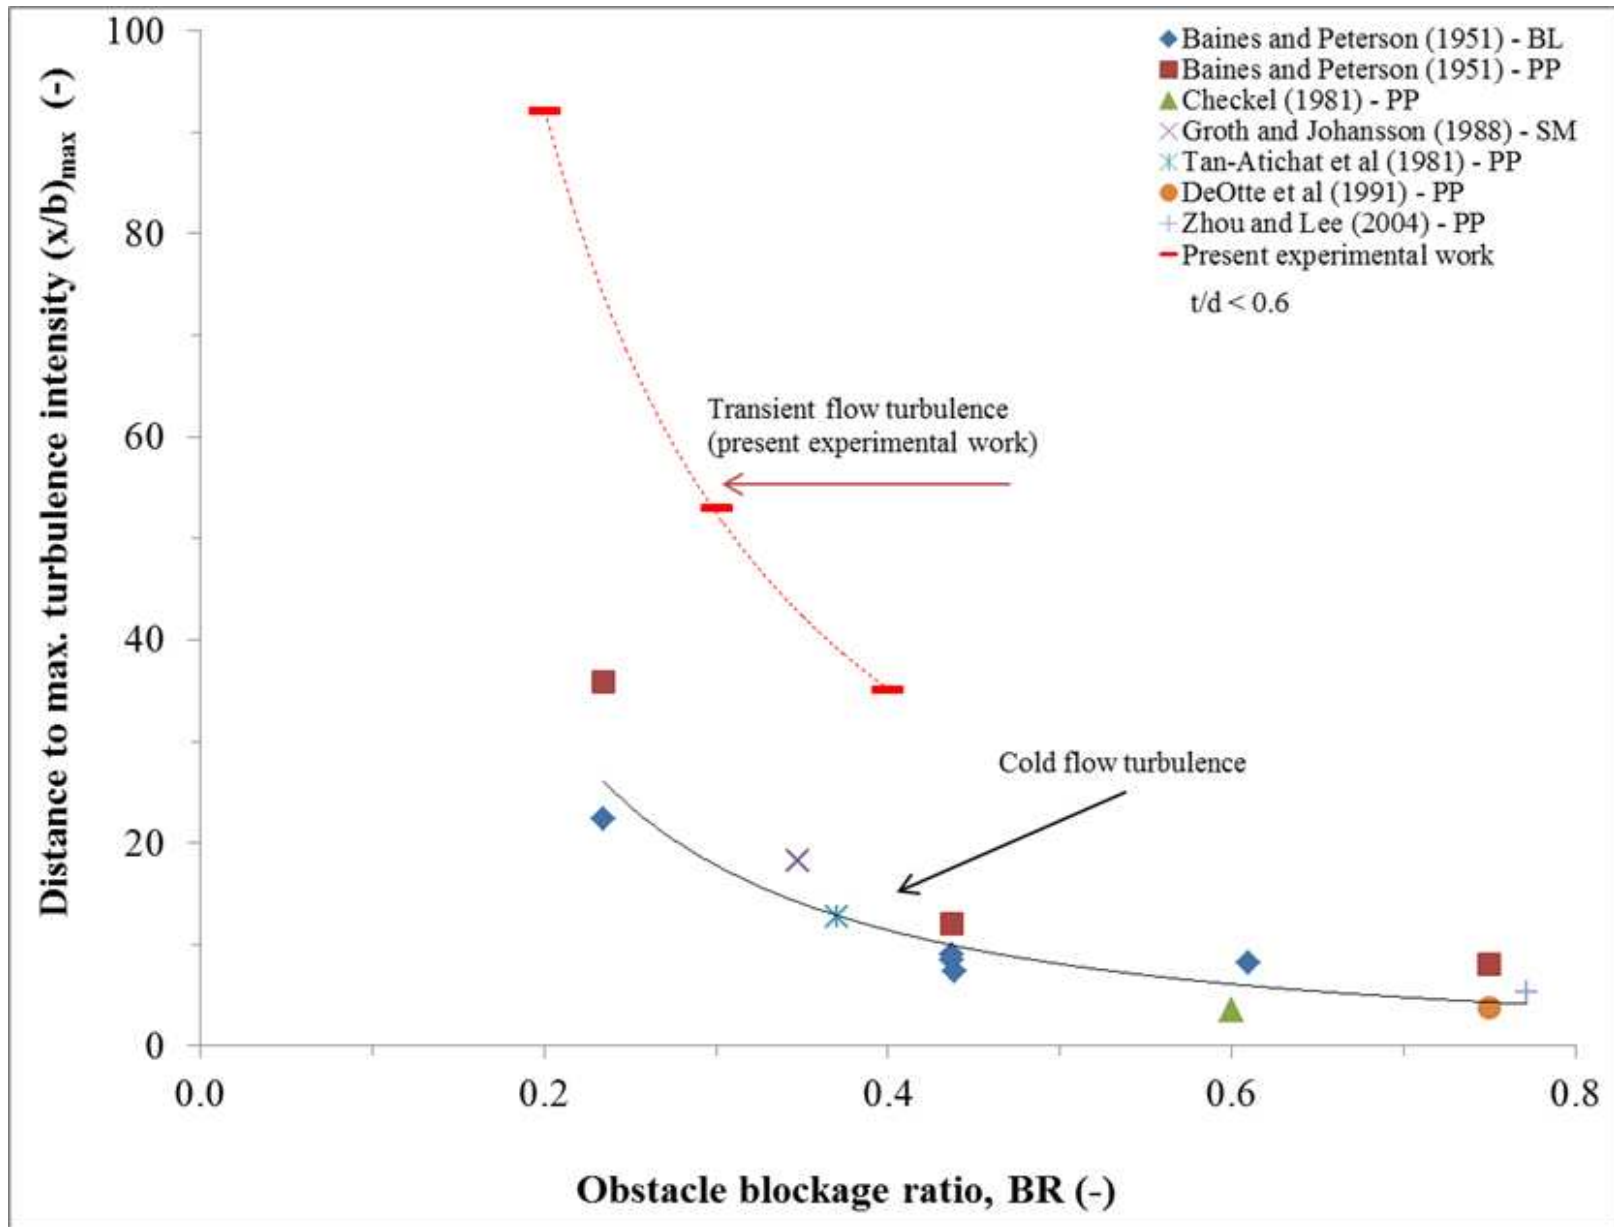 100
80
60
40
20
0
Distance to max. turbulence intensity (x/b)max (-)
Baines and Peterson (1951) - BL
Baines and Peterson (1951) - PP
Checkel (1981) - PP
Groth and Johansson (1988) - SM
Tan-Atichat et al (1981) - PP
DeOtte et al (1991) - PP
Zhou and Lee (2004) - PP
Present experimental work
t/d < 0.6
Transient flow turbulence
(present experimental work)
Cold flow turbulence
0.0 0.2 0.4 0.6 0.8
Obstacle blockage ratio, BR (-)